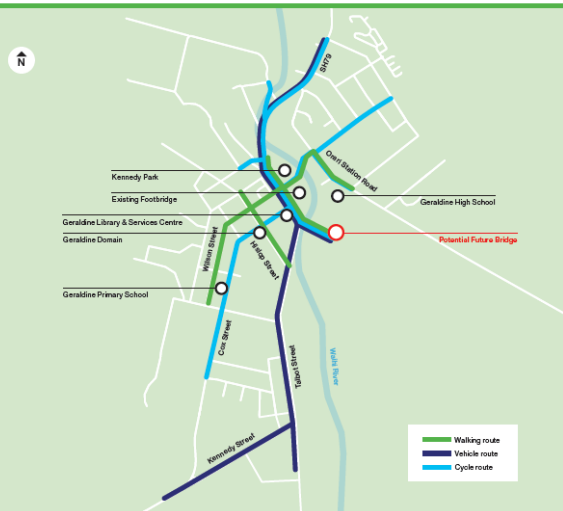 N
SH79
Orari Station Road
Kennedy Park
Existing Footbridge
Geraldine High School
Geraldine Library & Services Centre
Geraldine Domain
Potential Future Bridge
Wilson Street
Hislop Street
Geraldine Primary School
Cox Street
Talbot Street
Waihi River
Kennedy Street
Walking route
Vehicle route
Cycle route